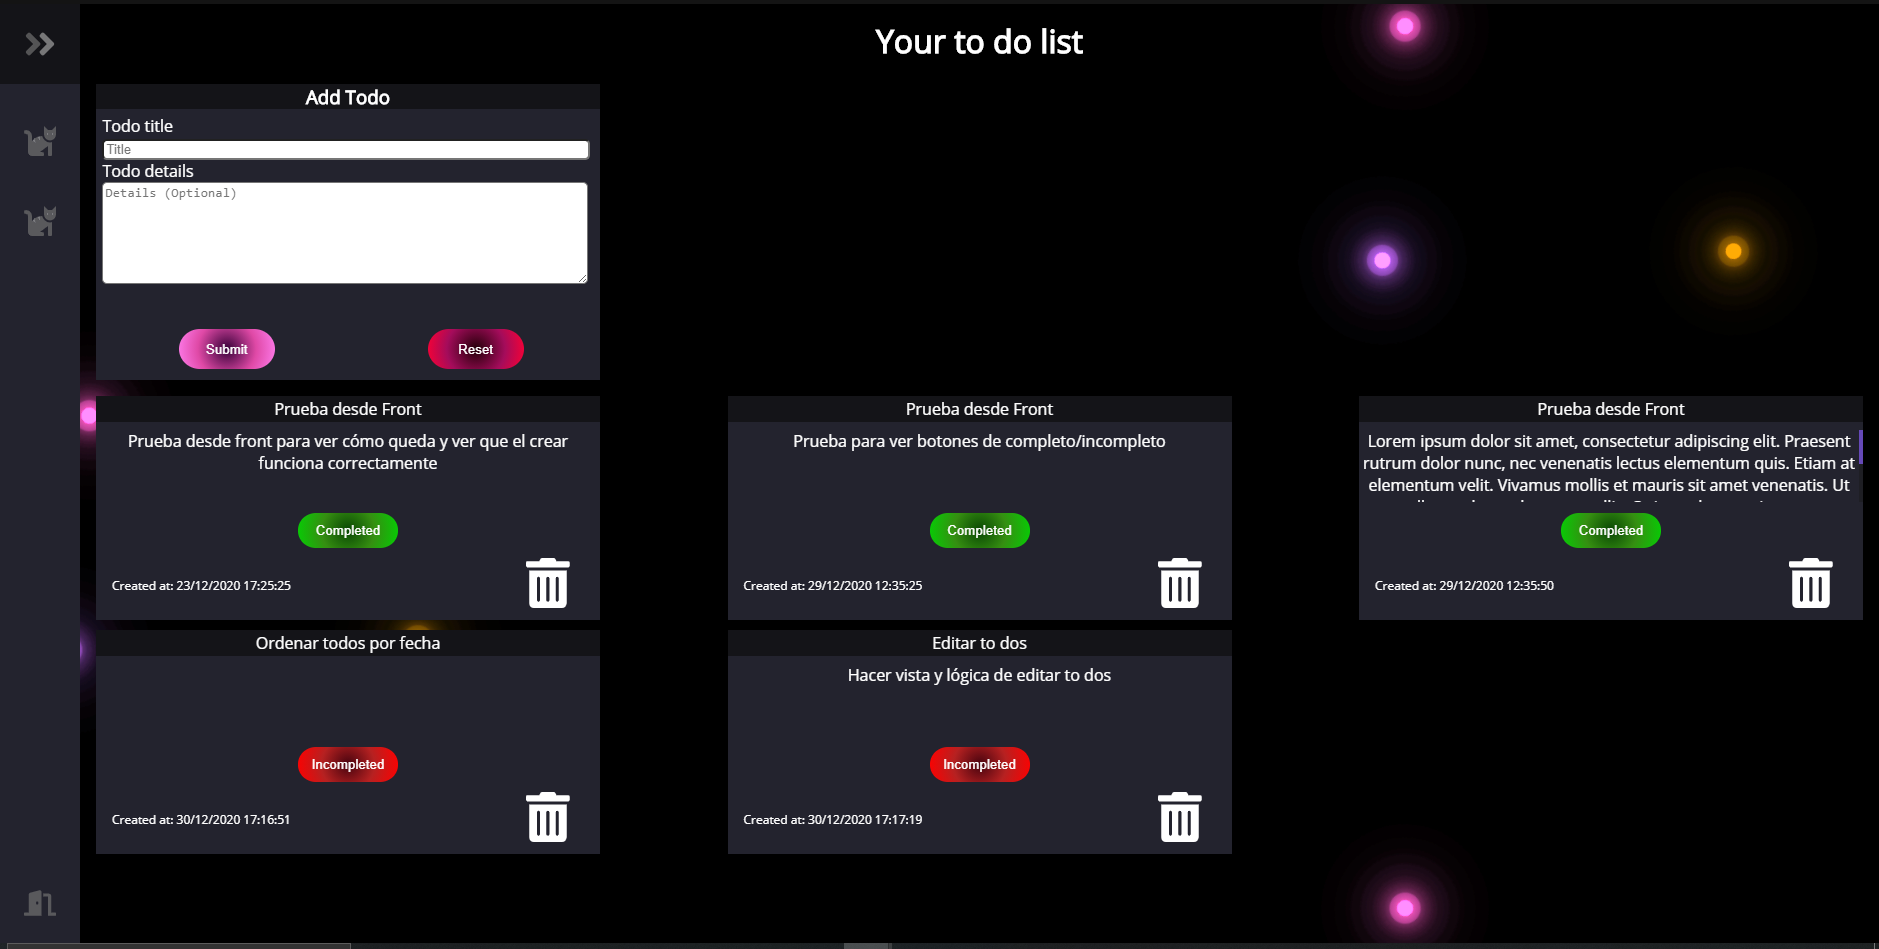 Your to do list
Add Todo
Todo title
Title
Todo details
Details (Optional)
Submit
Reset
Prueba desde Front
Prueba desde front para ver cómo queda y ver que el crear
funciona correctamente
Completed
Created at: 23/12/2020 17:25:25
Prueba desde Front
Prueba para ver botones de completo/incompleto
Completed
Created at: 29/12/2020 12:35:25
Prueba desde Front
Lorem ipsum dolor sit amet, consectetur adipiscing elit. Praesent
rutrum dolor nunc, nec venenatis lectus elementum quis. Etiam at
elementum velit. Vivamus mollis et mauris sit amet venenatis. Ut
Completed
Created at: 29/12/2020 12:35:50
Ordenar todos por fecha
Incompleted
Created at: 30/12/2020 17:16:51
Editar to dos
Hacer vista y lógica de editar to dos
Incompleted
Created at: 30/12/2020 17:17:19